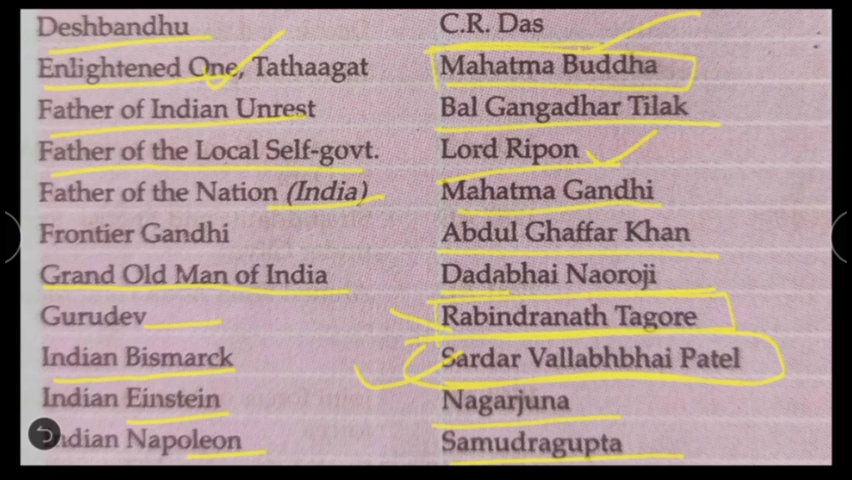 Deshbandhu C.R. Das
Enlightened One, Tathaagat Mahatma Buddha
Father of Indian Unrest Bal Gangadhar Tilak
Father of the Local Self-govt. Lord Ripon
Father of the Nation (India) Mahatma Gandhi
Frontier Gandhi Abdul Ghaffar Khan
Grand Old Man of India Dadabhai Naoroji
Gurudev Rabindranath Tagore
Indian Bismarck Sardar Vallabhbhai Patel
Indian Einstein Nagarjuna
Indian Napoleon Samudragupta